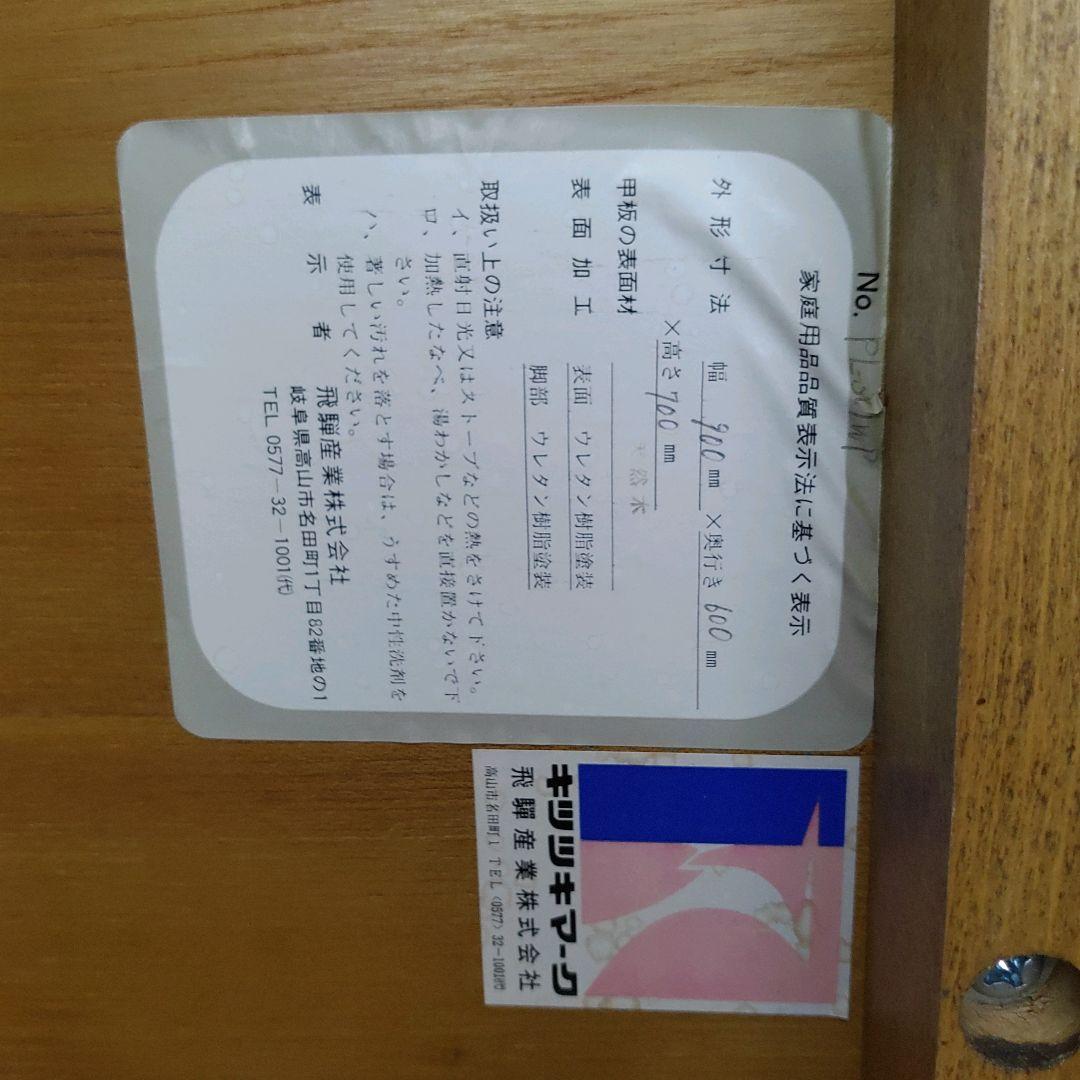 No.
家庭用品品質表示法に基づく表示
外形寸法 幅 900 mm ×奥行き 600 mm
×高さ 700 mm
甲板の表面材 天然木
表面加工 表面 ウレタン樹脂塗装
脚部 ウレタン樹脂塗装
取扱い上の注意
イ、直射日光又はストーブなどの熱をさけて下さい。
ロ、加熱したなべ、湯わかしなどを直接置かないで下
さい。
ハ、著しい汚れを落とす場合は、うすめた中性洗剤を
使用してください。
表示者 飛騨産業株式会社
岐阜県高山市名田町1丁目82番地の1
TEL 0577-32-1001(代)
キツツキマーク
飛騨産業株式会社
高山市名田町1 TEL〈0577〉32-1001㈹